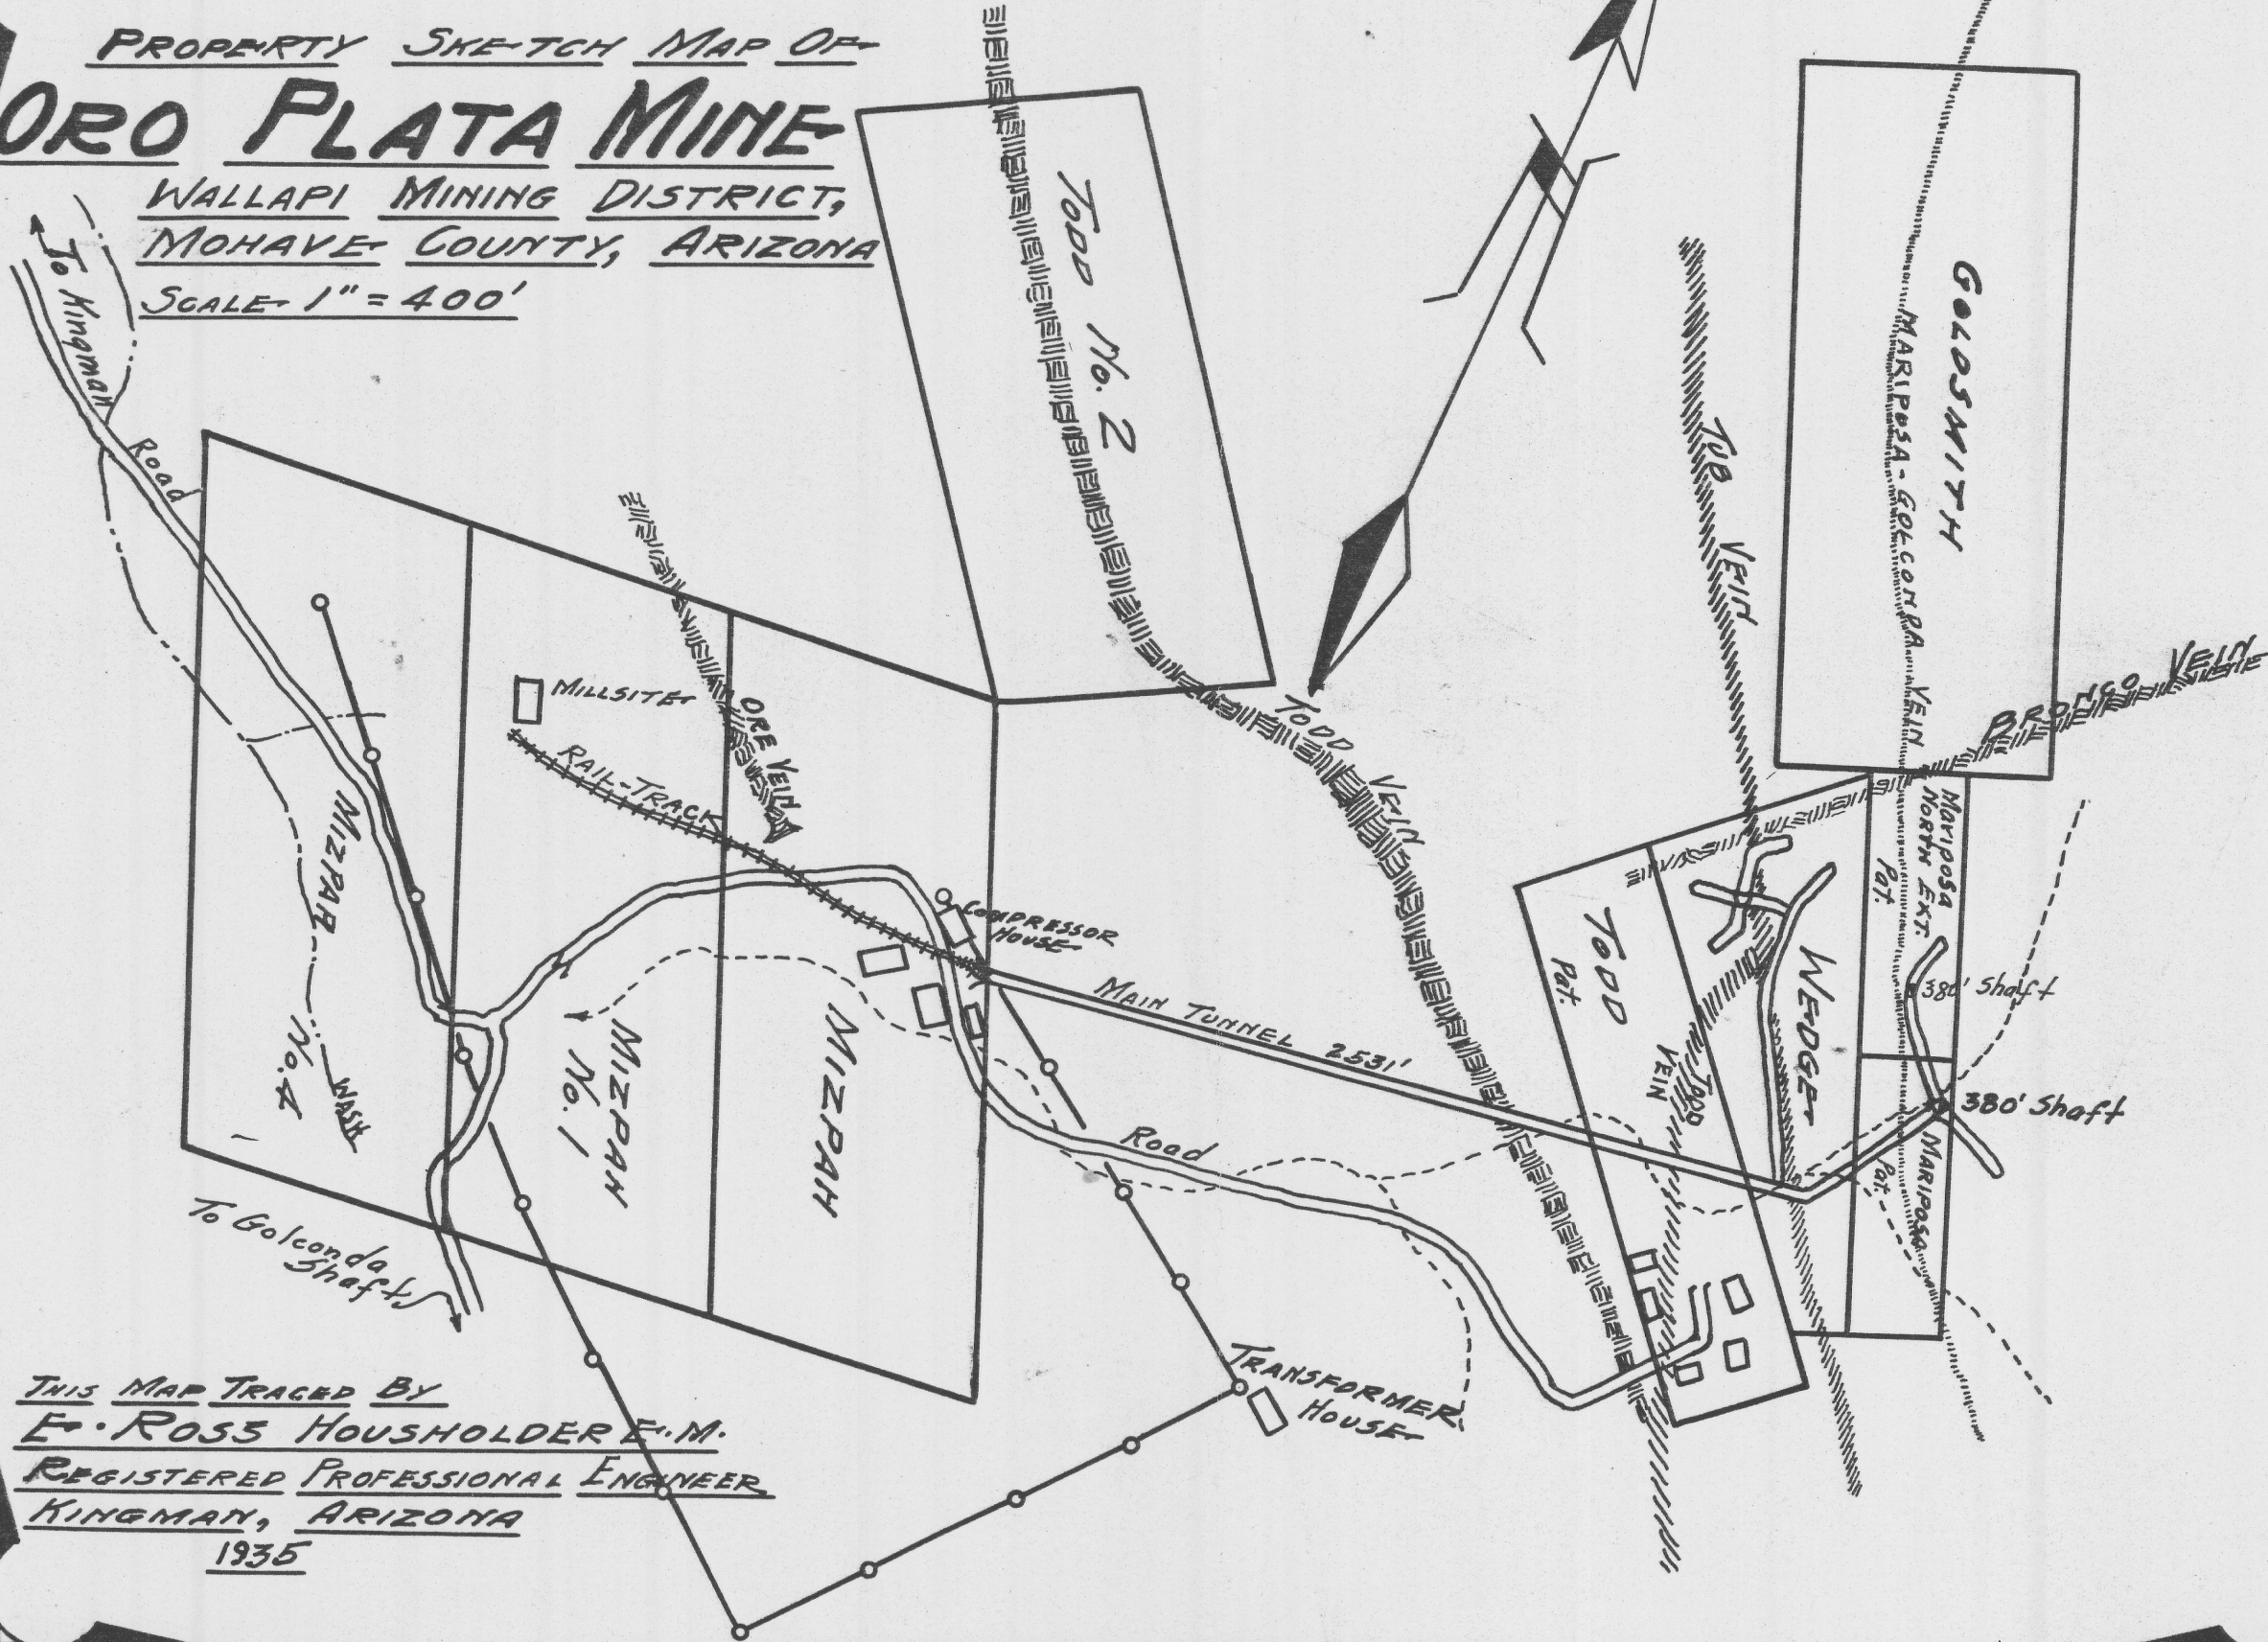 PROPERTY SKETCH MAP OF
ORO PLATA MINE
WALLAPI MINING DISTRICT,
MOHAVE COUNTY, ARIZONA
SCALE 1" = 400'
To Kingman
Road
TODD No. 2
GOLDSMITH
MARIPOSA-GOLCONDA VEIN
TUB VEIN
BRONCO VEIN
MILLSITE
ORE VEIN
RAIL-TRACK
TODD VEIN
MIZPAH
No. 4
WASH
MIZPAH
No. 1
MIZPAH
COMPRESSOR
HOUSE
MAIN TUNNEL 2531'
Road
TODD
Pat.
WEDGE
TODD
VEIN
Mariposa
NORTH EXT.
Pat.
380' Shaft
380' Shaft
MARIPOSA
Pat.
To Golconda
Shaft
TRANSFORMER
HOUSE
THIS MAP TRACED BY
E. ROSS HOUSHOLDER E.M.
REGISTERED PROFESSIONAL ENGINEER
KINGMAN, ARIZONA
1935